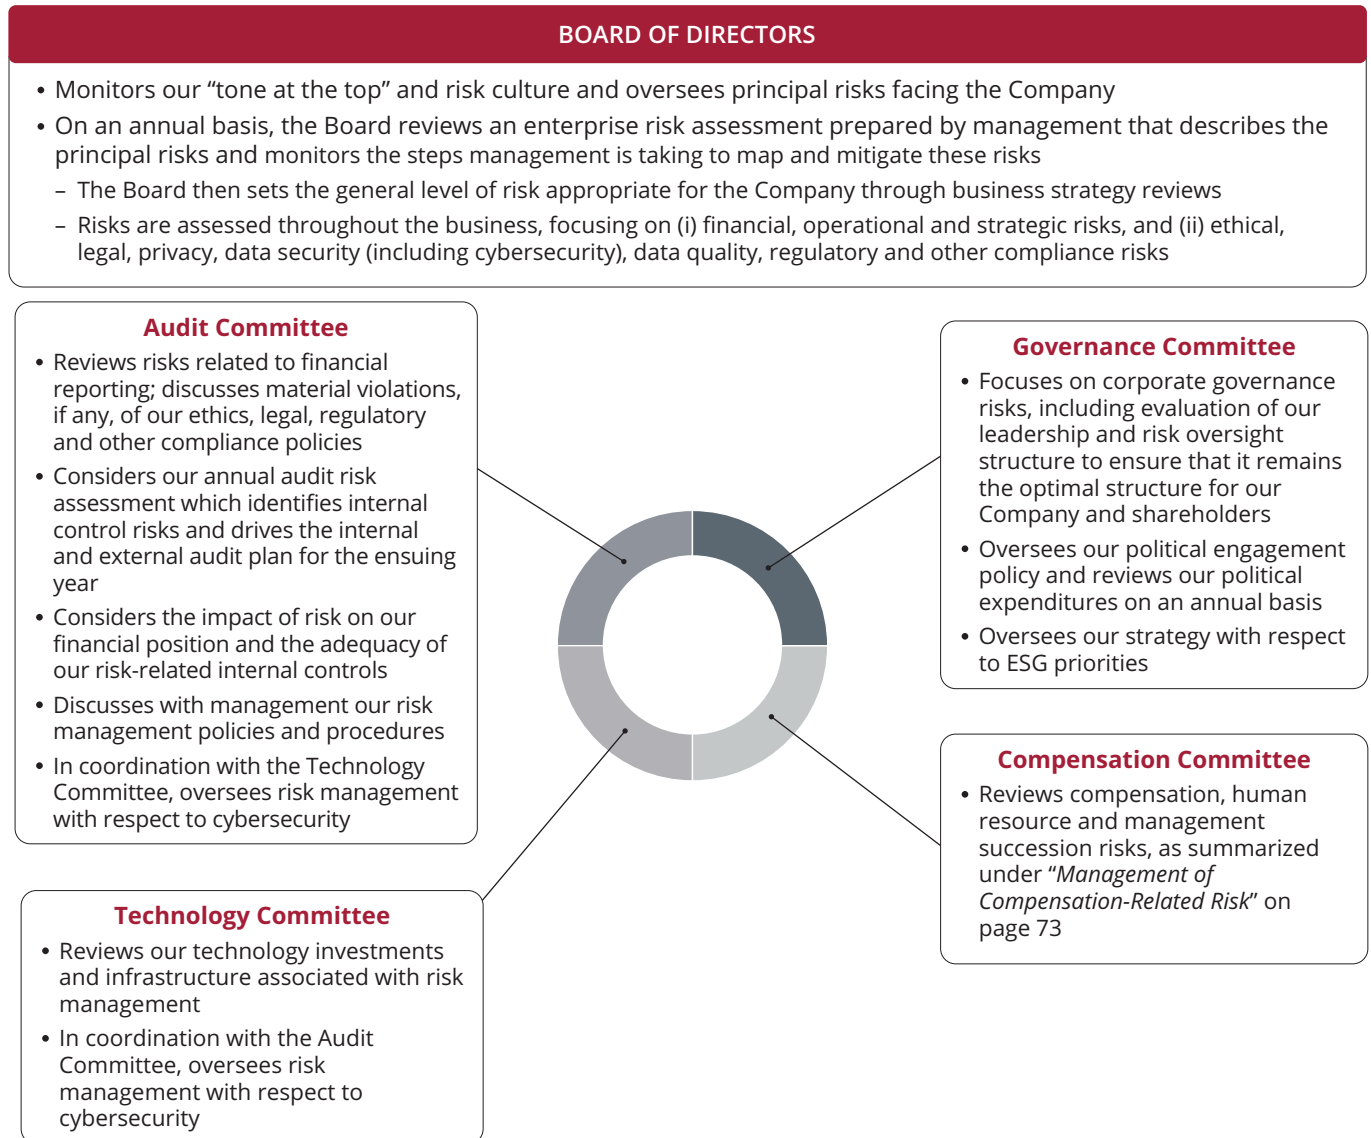 BOARD OF DIRECTORS
• Monitors our “tone at the top” and risk culture and oversees principal risks facing the Company
• On an annual basis, the Board reviews an enterprise risk assessment prepared by management that describes the
principal risks and monitors the steps management is taking to map and mitigate these risks
– The Board then sets the general level of risk appropriate for the Company through business strategy reviews
– Risks are assessed throughout the business, focusing on (i) financial, operational and strategic risks, and (ii) ethical,
legal, privacy, data security (including cybersecurity), data quality, regulatory and other compliance risks
Audit Committee
• Reviews risks related to financial
reporting; discusses material violations,
if any, of our ethics, legal, regulatory
and other compliance policies
• Considers our annual audit risk
assessment which identifies internal
control risks and drives the internal
and external audit plan for the ensuing
year
• Considers the impact of risk on our
financial position and the adequacy of
our risk-related internal controls
• Discusses with management our risk
management policies and procedures
• In coordination with the Technology
Committee, oversees risk management
with respect to cybersecurity
Governance Committee
• Focuses on corporate governance
risks, including evaluation of our
leadership and risk oversight
structure to ensure that it remains
the optimal structure for our
Company and shareholders
• Oversees our political engagement
policy and reviews our political
expenditures on an annual basis
• Oversees our strategy with respect
to ESG priorities
Technology Committee
• Reviews our technology investments
and infrastructure associated with risk
management
• In coordination with the Audit
Committee, oversees risk
management with respect to
cybersecurity
Compensation Committee
• Reviews compensation, human
resource and management
succession risks, as summarized
under “Management of
Compensation-Related Risk” on
page 73